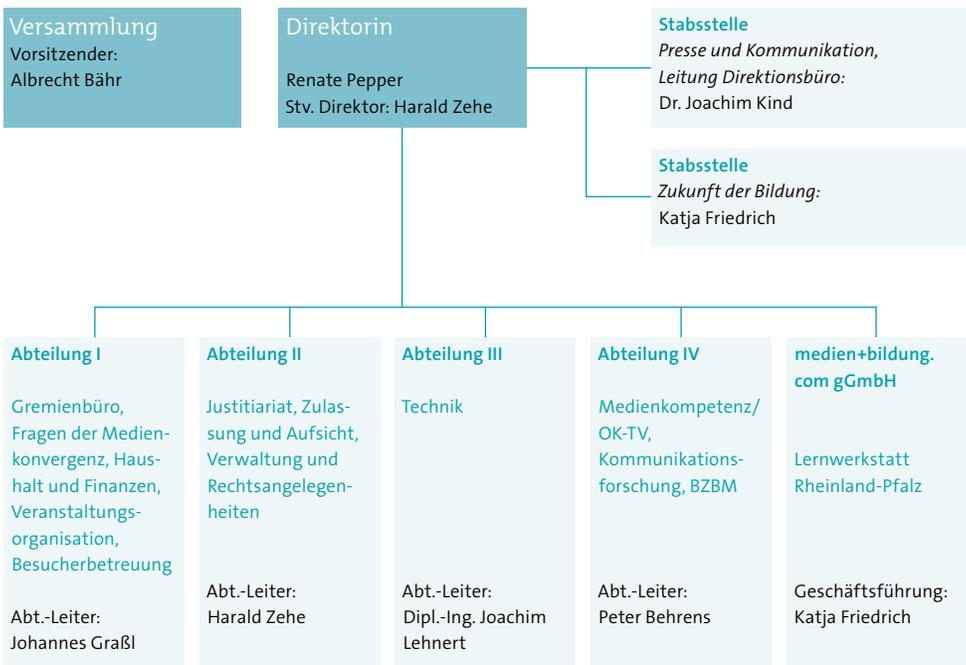 Versammlung
Vorsitzender:
Albrecht Bähr
Direktorin
Renate Pepper
Stv. Direktor: Harald Zehe
Stabsstelle
Presse und Kommunikation,
Leitung Direktionsbüro:
Dr. Joachim Kind
Stabsstelle
Zukunft der Bildung:
Katja Friedrich
Abteilung I
Gremienbüro,
Fragen der Medien-
konvergenz, Haus-
halt und Finanzen,
Veranstaltungs-
organisation,
Besucherbetreuung
Abt.-Leiter:
Johannes Graßl
Abteilung II
Justitiariat, Zulas-
sung und Aufsicht,
Verwaltung und
Rechtsangelegen-
heiten
Abt.-Leiter:
Harald Zehe
Abteilung III
Technik
Abt.-Leiter:
Dipl.-Ing. Joachim
Lehnert
Abteilung IV
Medienkompetenz/
OK-TV,
Kommunikations-
forschung, BZBM
Abt.-Leiter:
Peter Behrens
medien+bildung.
com gGmbH
Lernwerkstatt
Rheinland-Pfalz
Geschäftsführung:
Katja Friedrich